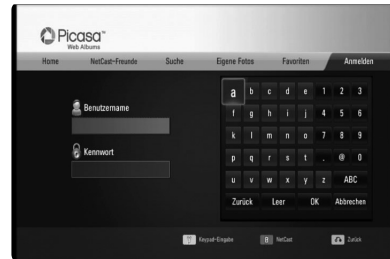 Picasa™
Web Albums
Home NetCast-Freunde Suche Eigene Fotos Favoriten Anmelden
Benutzername
Kennwort
a b c d e 1 2 3
f g h i j 4 5 6
k l m n o 7 8 9
p q r s t . @ 0
u v w x y z ABC
Zurück Leer OK Abbrechen
Keypad-Eingabe NetCast Zurück